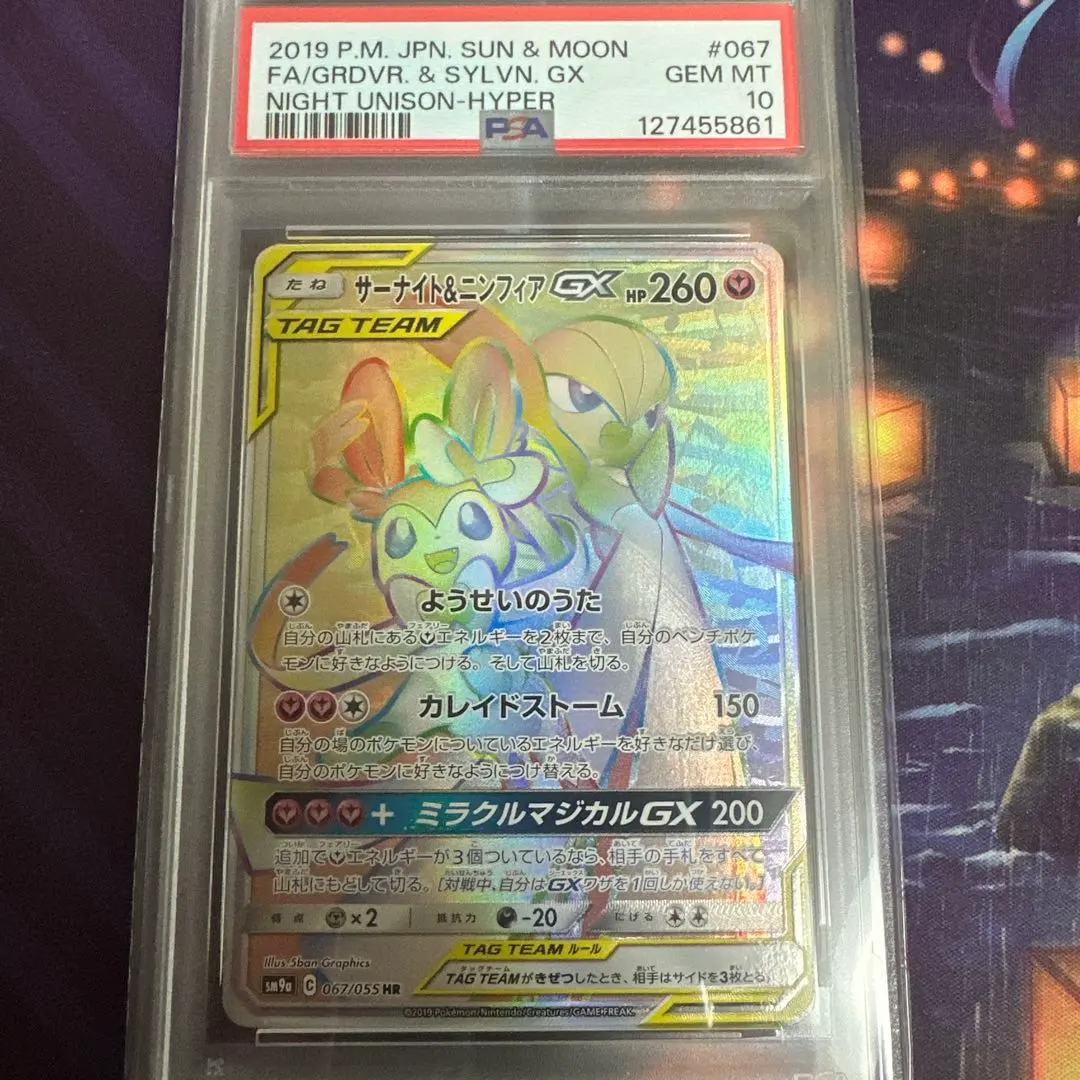 2019 P.M. JPN. SUN & MOON #067
FA/GRDVR. & SYLVN. GX GEM MT
NIGHT UNISON-HYPER 10
PSA 127455861
たね サーナイト&ニンフィアGX HP260
TAG TEAM
ようせいのうた
自分の山札にあるエネルギーを2枚まで、自分のベンチポケ
モンに好きなようにつける。そして山札を切る。
カレイドストーム 150
自分の場のポケモンについているエネルギーを好きなだけ選び、
自分のポケモンに好きなようにつけ替える。
+ ミラクルマジカルGX 200
追加でエネルギーが3個ついているなら、相手の手札をすべて
山札にもどして切る。[対戦中、自分はGXワザを1回しか使えない。]
弱点 ×2 抵抗力 -20 にげる
TAG TEAM ルール
Illus. 5ban Graphics
TAG TEAMがきぜつしたとき、相手はサイドを3枚とる。
sm9a C 067/055 HR
©2019 Pokémon/Nintendo/Creatures/GAME FREAK